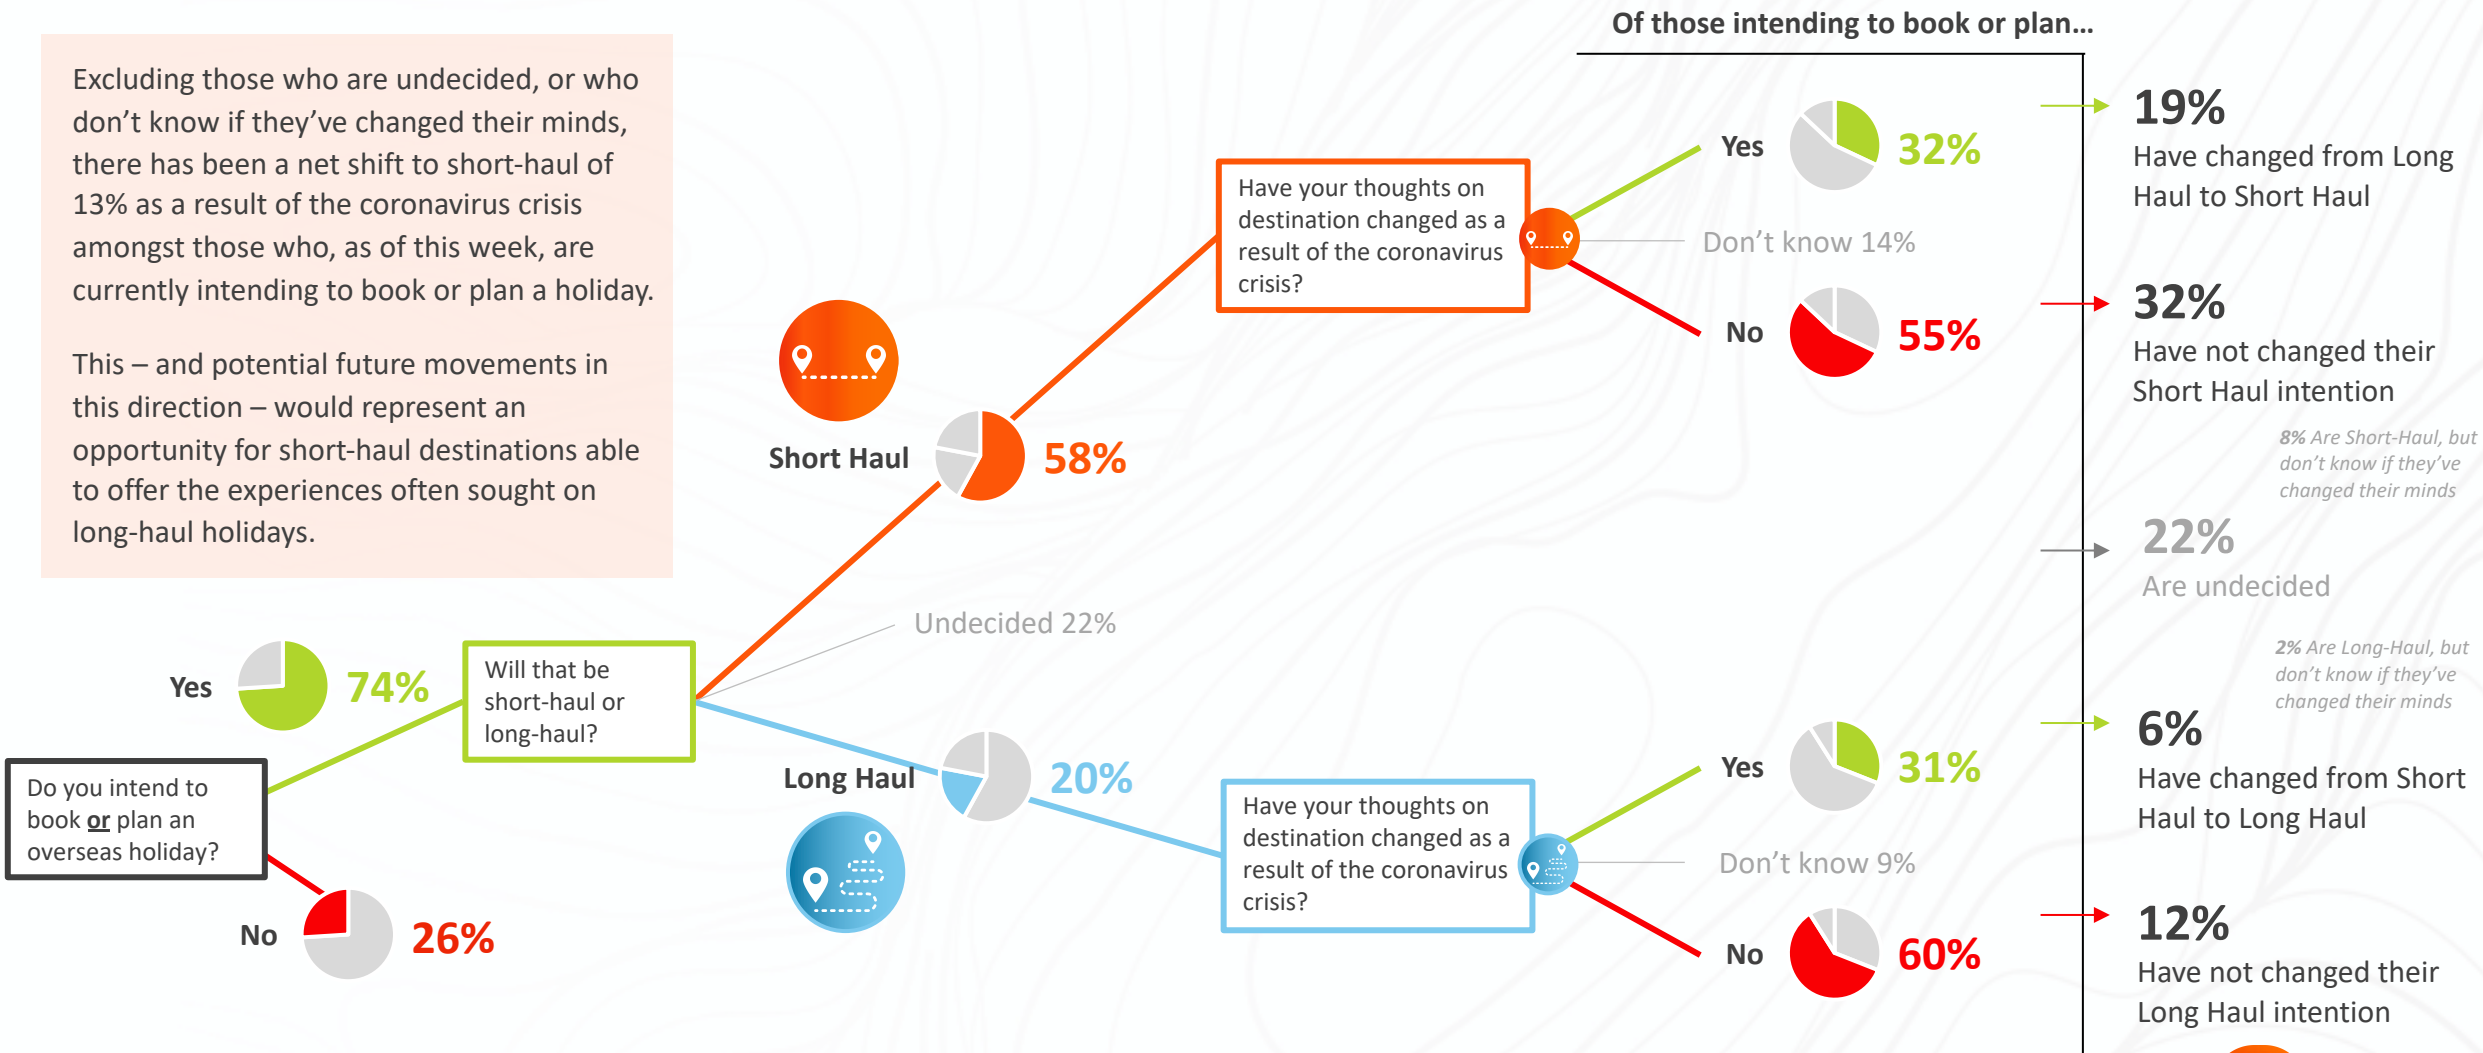 Of those intending to book or plan…
Excluding those who are undecided, or who
don’t know if they’ve changed their minds,
there has been a net shift to short-haul of
13% as a result of the coronavirus crisis
amongst those who, as of this week, are
currently intending to book or plan a holiday.
This – and potential future movements in
this direction – would represent an
opportunity for short-haul destinations able
to offer the experiences often sought on
long-haul holidays.
Do you intend to
book or plan an
overseas holiday?
Yes
74%
No
26%
Will that be
short-haul or
long-haul?
Short Haul
58%
Undecided 22%
Long Haul
20%
Have your thoughts on
destination changed as a
result of the coronavirus
crisis?
Yes
32%
Don’t know 14%
No
55%
Have your thoughts on
destination changed as a
result of the coronavirus
crisis?
Yes
31%
Don’t know 9%
No
60%
19%
Have changed from Long
Haul to Short Haul
32%
Have not changed their
Short Haul intention
8% Are Short-Haul, but
don’t know if they’ve
changed their minds
22%
Are undecided
2% Are Long-Haul, but
don’t know if they’ve
changed their minds
6%
Have changed from Short
Haul to Long Haul
12%
Have not changed their
Long Haul intention